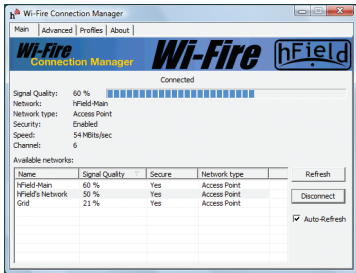 Wi-Fire Connection Manager
Main Advanced Profiles About
Wi-Fire
Connection Manager
Wi-Fire
hField
Connected
Signal Quality: 60 %
Network: hField-Main
Network type: Access Point
Security: Enabled
Speed: 54 MBits/sec
Channel: 6
Available networks:
Name Signal Quality Secure Network type
hField-Main 60 % Yes Access Point
hField's Network 50 % Yes Access Point
Grid 21 % Yes Access Point
Refresh
Disconnect
Auto-Refresh